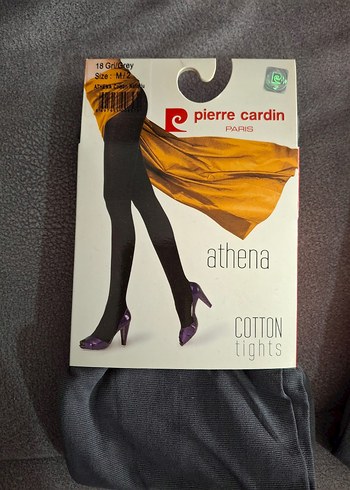 18 Gri/Grey
Size : M/2
pierre cardin
PARIS
athena
COTTON
tights